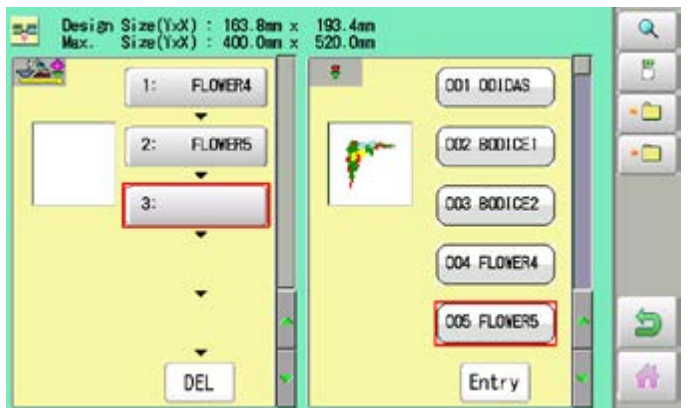 Design Size(YxX) : 163.8mm x 193.4mm
Max. Size(YxX) : 400.0mm x 520.0mm
1: FLOWER4
2: FLOWER5
3:
DEL
001 ODIDAS
002 BODICE1
003 BODICE2
004 FLOWER4
005 FLOWER5
Entry